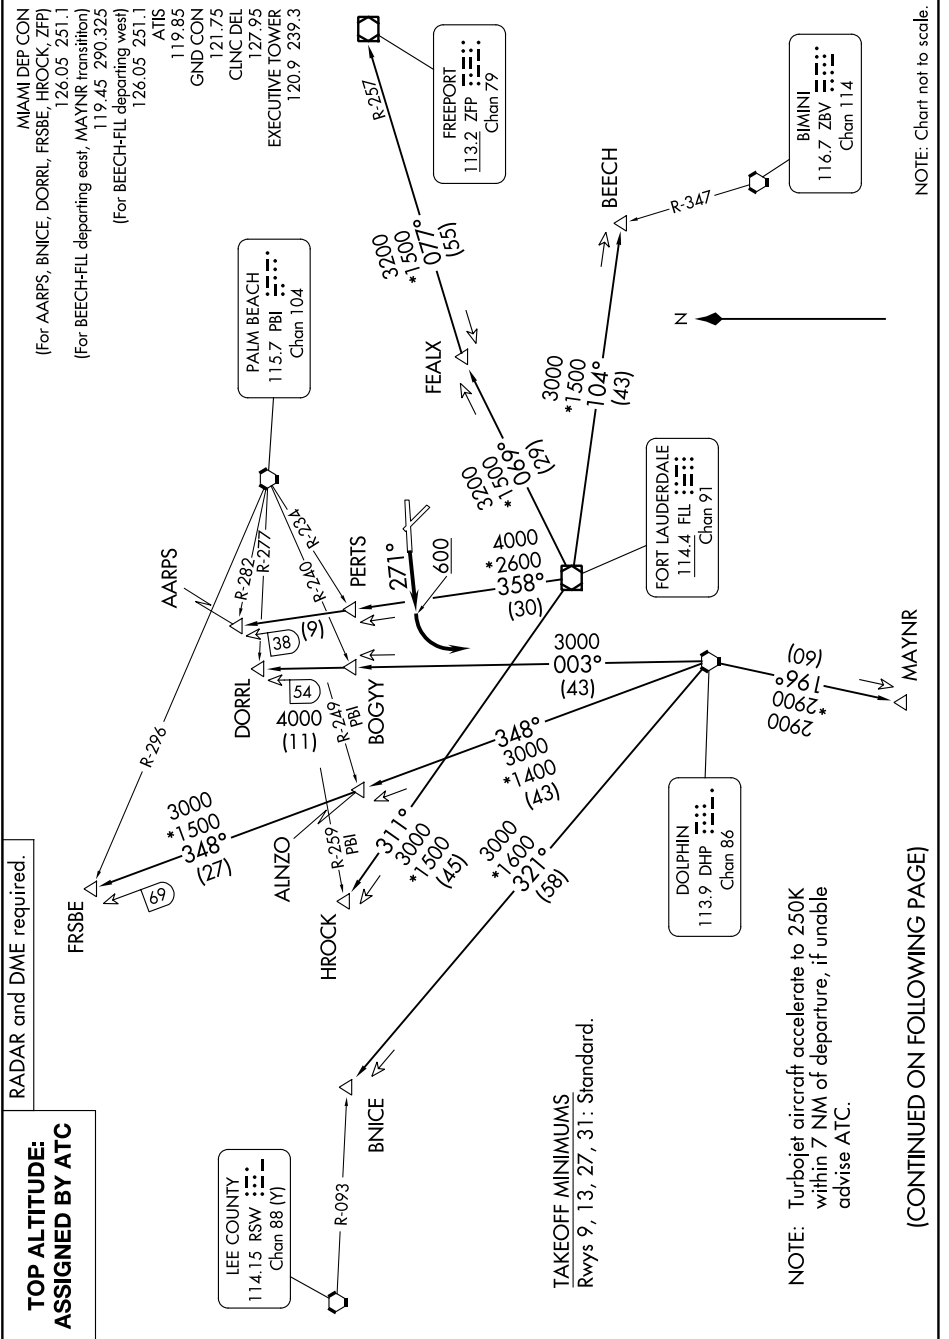 TOP ALTITUDE:
ASSIGNED BY ATC
RADAR and DME required.
MIAMI DEP CON
(For AARPS, BNICE, DORRL, FRSBE, HROCK, ZFP)
126.05 251.1
(For BEECH-FLL departing east, MAYNR transititon)
119.45 290.325
(For BEECH-FLL departing west)
126.05 251.1
ATIS
119.85
GND CON
121.75
CLNC DEL
127.95
EXECUTIVE TOWER
120.9 239.3
FRSBE
69
R-296
3000
*1500
348°
(27)
AARPS
R-282
R-277
R-240
R-234
PALM BEACH
115.7 PBI
Chan 104
38
(9)
DORRL
54
4000
(11)
R-249
PBI
BOGYY
PERTS
271°
600
ALNZO
R-259
PBI
HROCK
311°
3000
*1500
(45)
348°
3000
*1400
(43)
3000
003°
(43)
4000
*2600
358°
(30)
3200
*1500
069°
(29)
FEALX
3200
*1500
077°
(55)
R-257
FREEPORT
113.2 ZFP
Chan 79
LEE COUNTY
114.15 RSW
Chan 88 (Y)
R-093
BNICE
3000
*1600
321°
(58)
3000
*1500
104°
(43)
BEECH
R-347
BIMINI
116.7 ZBV
Chan 114
FORT LAUDERDALE
114.4 FLL
Chan 91
N
DOLPHIN
113.9 DHP
Chan 86
2900
*2900
196°
(60)
MAYNR
TAKEOFF MINIMUMS
Rwys 9, 13, 27, 31: Standard.
NOTE: Turbojet aircraft accelerate to 250K
within 7 NM of departure, if unable
advise ATC.
NOTE: Chart not to scale.
(CONTINUED ON FOLLOWING PAGE)